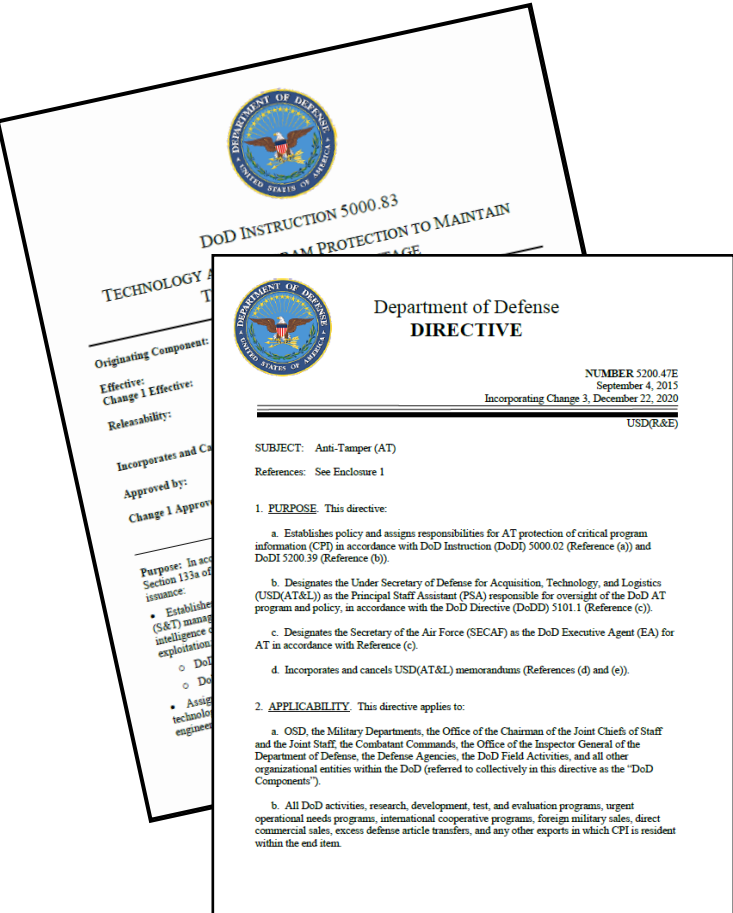 DEPARTMENT OF DEFENSE
UNITED STATES OF AMERICA
DOD INSTRUCTION 5000.83
TECHNOLOGY PROTECTION TO MAINTAIN
Originating Component:
Effective:
Change 1 Effective:
Releasability:
Incorporates and
Approved by:
Change 1
Purpose: In
Section 133a of
issuance:
(S&T)
intelligence
exploitation:
DEPARTMENT OF DEFENSE
UNITED STATES OF AMERICA
Department of Defense
DIRECTIVE
NUMBER 5200.47E
September 4, 2015
Incorporating Change 3, December 22, 2020
USD(R&E)
SUBJECT: Anti-Tamper (AT)
References: See Enclosure 1
1. PURPOSE. This directive:
a. Establishes policy and assigns responsibilities for AT protection of critical program
information (CPI) in accordance with DoD Instruction (DoDI) 5000.02 (Reference (a)) and
DoDI 5200.39 (Reference (b)).
b. Designates the Under Secretary of Defense for Acquisition, Technology, and Logistics
(USD(AT&L)) as the Principal Staff Assistant (PSA) responsible for oversight of the DoD AT
program and policy, in accordance with the DoD Directive (DoDD) 5101.1 (Reference (c)).
c. Designates the Secretary of the Air Force (SECAF) as the DoD Executive Agent (EA) for
AT in accordance with Reference (c).
d. Incorporates and cancels USD(AT&L) memorandums (References (d) and (e)).
2. APPLICABILITY. This directive applies to:
a. OSD, the Military Departments, the Office of the Chairman of the Joint Chiefs of Staff
and the Joint Staff, the Combatant Commands, the Office of the Inspector General of the
Department of Defense, the Defense Agencies, the DoD Field Activities, and all other
organizational entities within the DoD (referred to collectively in this directive as the “DoD
Components”).
b. All DoD activities, research, development, test, and evaluation programs, urgent
operational needs programs, international cooperative programs, foreign military sales, direct
commercial sales, excess defense article transfers, and any other exports in which CPI is resident
within the end item.